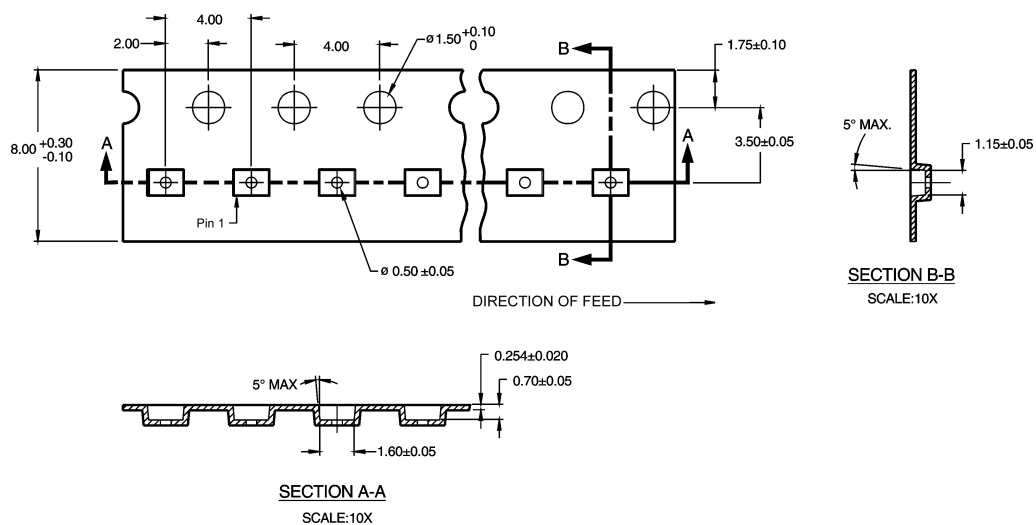 4.00
2.00
4.00
ø1.50 +0.10
0
B
1.75±0.10
A
8.00 +0.30
-0.10
3.50±0.05
A
5° MAX.
1.15±0.05
Pin 1
ø 0.50 ±0.05
B
SECTION B-B
SCALE:10X
DIRECTION OF FEED
0.254±0.020
5° MAX
0.70±0.05
1.60±0.05
SECTION A-A
SCALE:10X